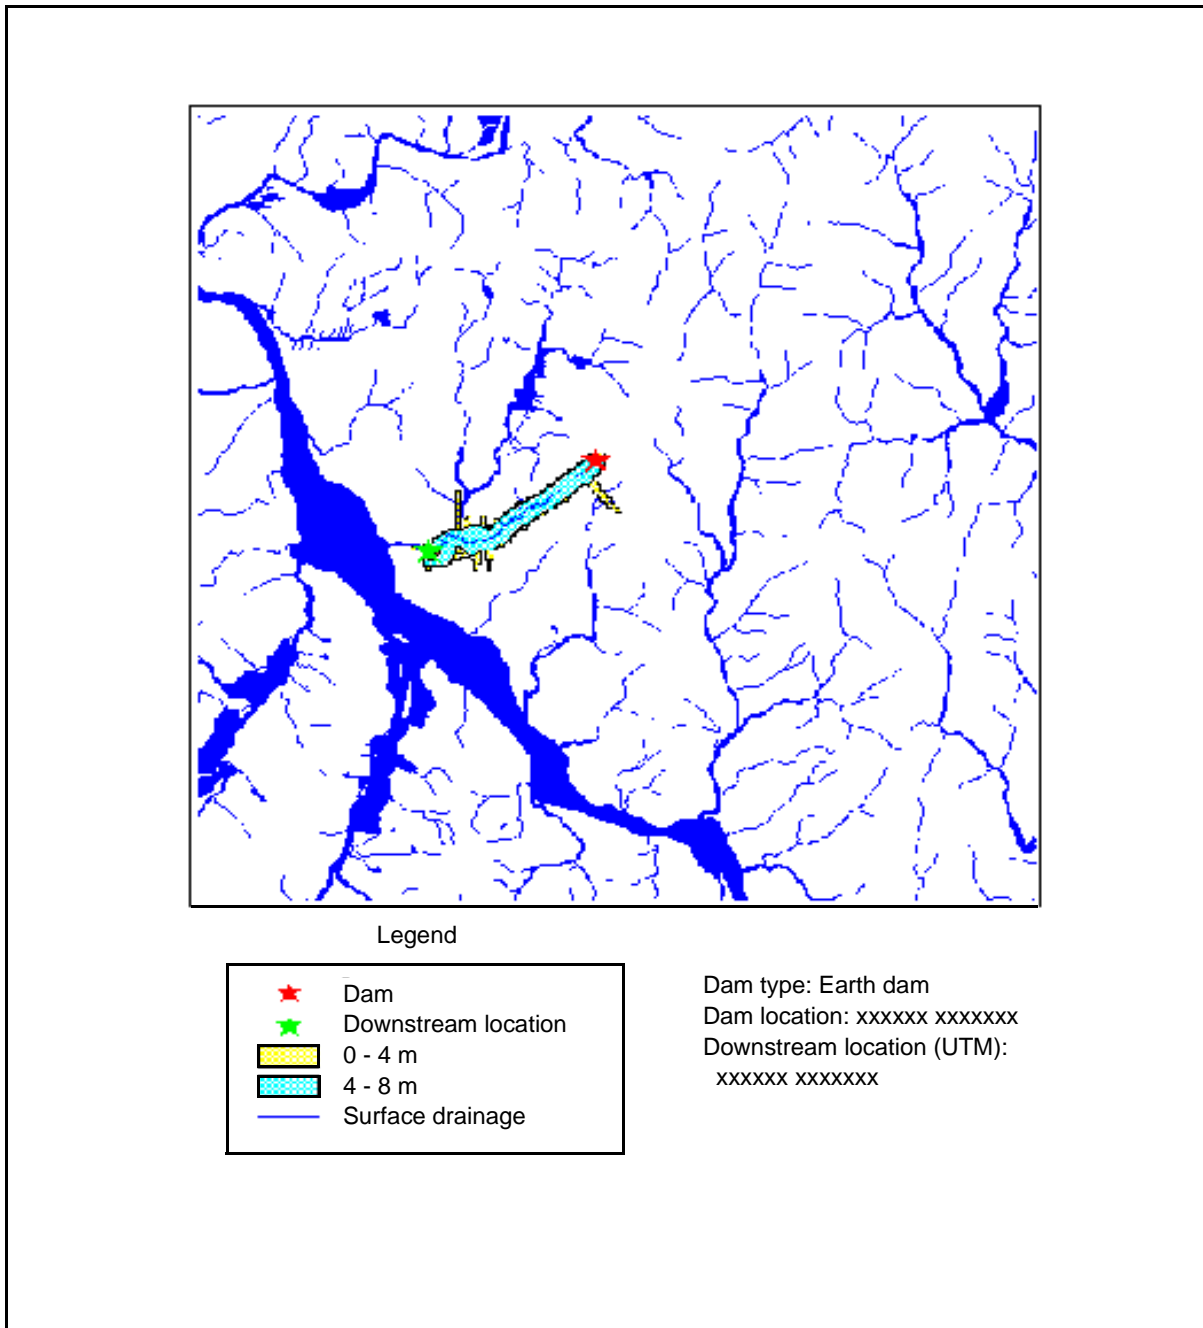 Legend
Dam
Downstream location
0 - 4 m
4 - 8 m
Surface drainage
Dam type: Earth dam
Dam location: xxxxxx xxxxxxx
Downstream location (UTM):
xxxxxx xxxxxxx